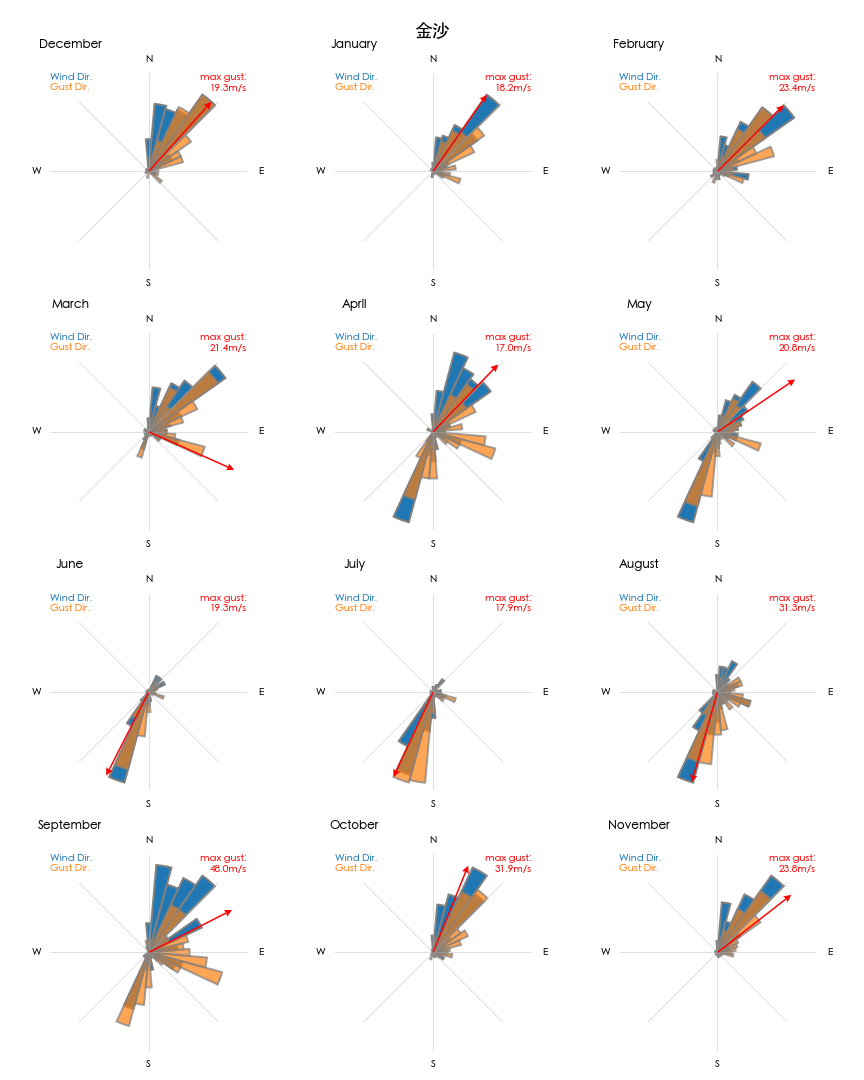 金沙
December
January
February
N
N
N
Wind Dir.
Gust Dir.
max gust:
19.3m/s
Wind Dir.
Gust Dir.
max gust:
18.2m/s
Wind Dir.
Gust Dir.
max gust:
23.4m/s
W
E
W
E
W
E
S
S
S
March
April
May
N
N
N
Wind Dir.
Gust Dir.
max gust:
21.4m/s
Wind Dir.
Gust Dir.
max gust:
17.0m/s
Wind Dir.
Gust Dir.
max gust:
20.8m/s
W
E
W
E
W
E
S
S
S
June
July
August
N
N
N
Wind Dir.
Gust Dir.
max gust:
19.3m/s
Wind Dir.
Gust Dir.
max gust:
17.9m/s
Wind Dir.
Gust Dir.
max gust:
31.3m/s
W
E
W
E
W
E
S
S
S
September
October
November
N
N
N
Wind Dir.
Gust Dir.
max gust:
48.0m/s
Wind Dir.
Gust Dir.
max gust:
31.9m/s
Wind Dir.
Gust Dir.
max gust:
23.8m/s
W
E
W
E
W
E
S
S
S